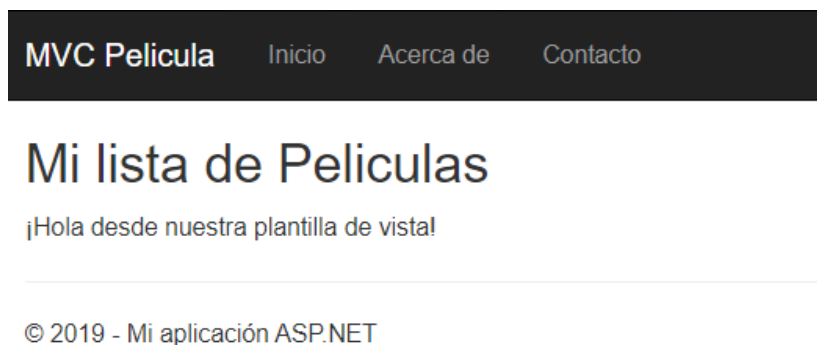 MVC Pelicula Inicio Acerca de Contacto
Mi lista de Peliculas
¡Hola desde nuestra plantilla de vista!
© 2019 - Mi aplicación ASP.NET